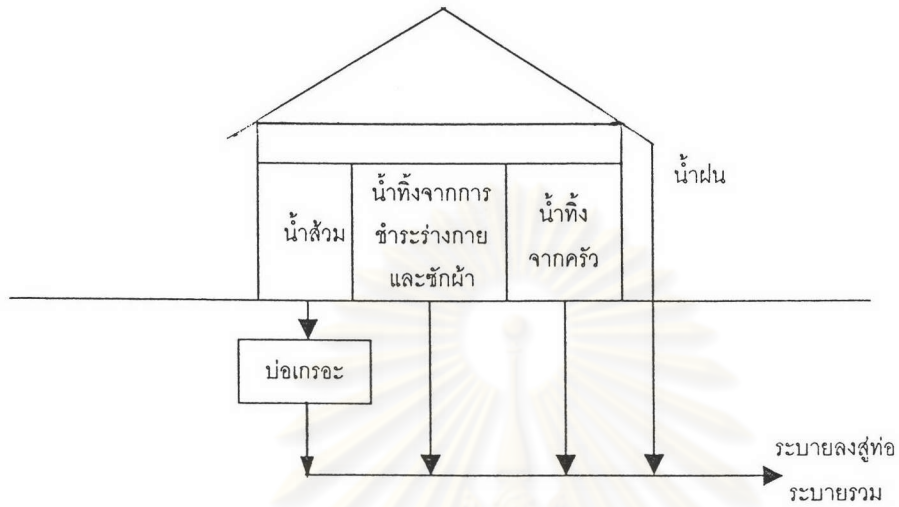 น้ำฝน
น้ำส้วม
น้ำทิ้งจากการ
ชำระร่างกาย
และซักผ้า
น้ำทิ้ง
จากครัว
บ่อเกรอะ
ระบายลงสู่ท่อ
ระบายรวม